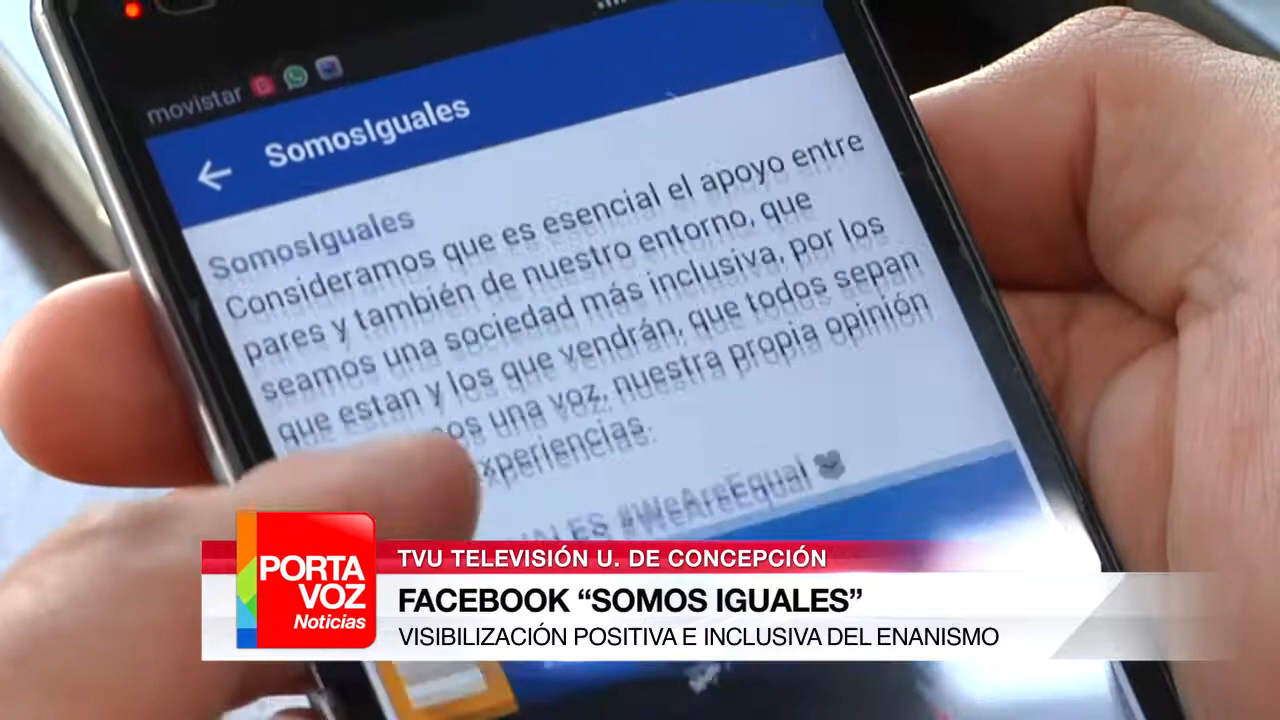 movistar
SomosIguales
SomosIguales
Consideramos que es esencial el apoyo entre
pares y también de nuestro entorno, que
seamos una sociedad más inclusiva, por los
que estan y los que vendrán, que todos sepan
una voz, nuestra propia opinión
#WeAreEqual
PORTA
VOZ
Noticias
TVU TELEVISIÓN U. DE CONCEPCIÓN
FACEBOOK “SOMOS IGUALES”
VISIBILIZACIÓN POSITIVA E INCLUSIVA DEL ENANISMO